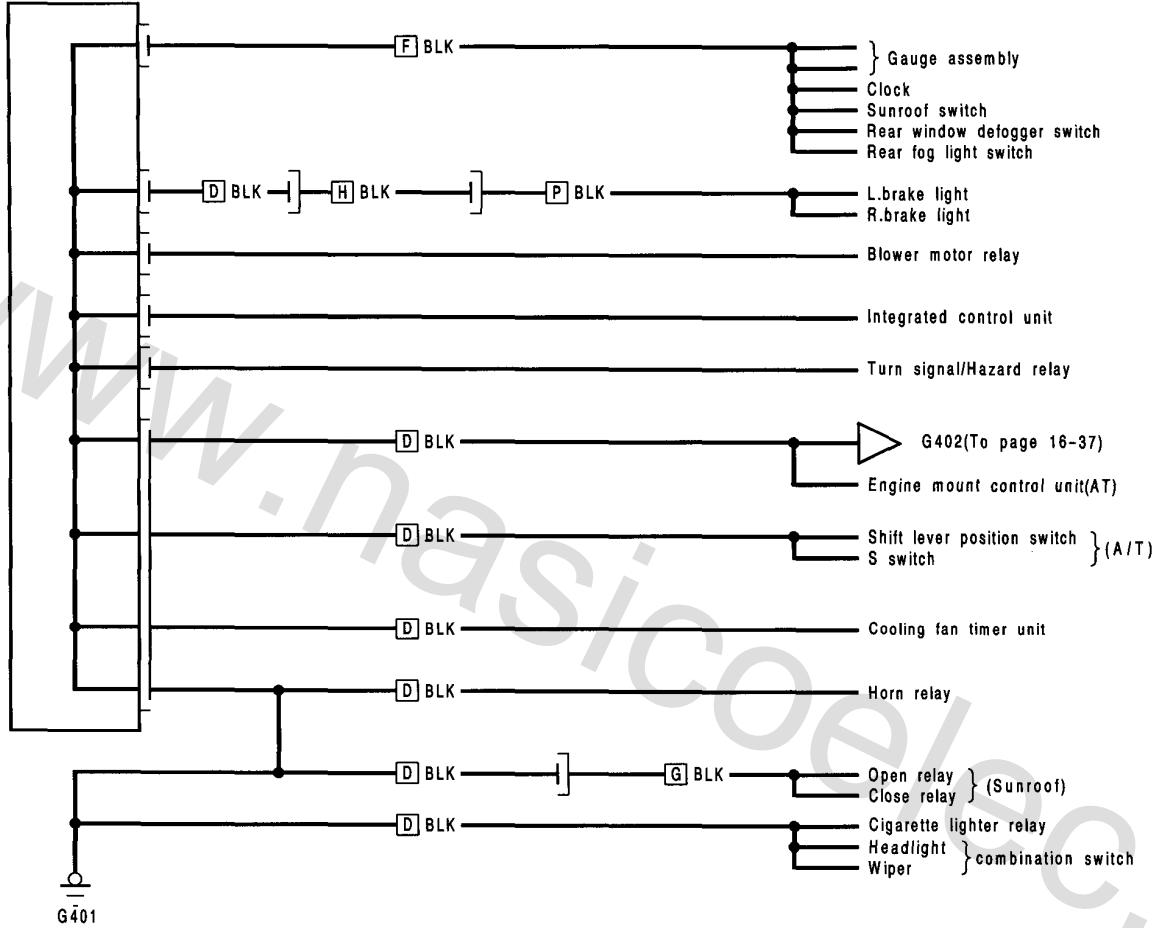 F BLK
Gauge assembly
Clock
Sunroof switch
Rear window defogger switch
Rear fog light switch
D BLK H BLK P BLK
L.brake light
R.brake light
Blower motor relay
Integrated control unit
Turn signal/Hazard relay
D BLK G402(To page 16-37)
Engine mount control unit(AT)
D BLK Shift lever position switch
S switch
(A/T)
D BLK Cooling fan timer unit
D BLK Horn relay
D BLK G BLK Open relay
Close relay
(Sunroof)
D BLK Cigarette lighter relay
Headlight
Wiper
combination switch
G401
www.nasicoelec.